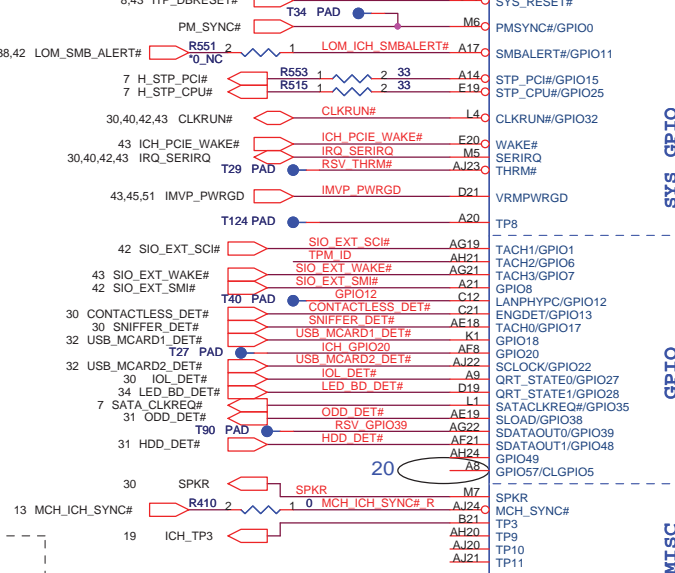 8,43 ITP_DBRESET# SYS_RESET#
T34 PAD
PM_SYNC# M6 PMSYNC#/GPIO0
38,42 LOM_SMB_ALERT# R551 2 1 LOM_ICH_SMBALERT# A17 SMBALERT#/GPIO11
*0_NC
7 H_STP_PCI# R553 1 2 33 A14 STP_PCI#/GPIO15
7 H_STP_CPU# R515 1 2 33 E19 STP_CPU#/GPIO25
30,40,42,43 CLKRUN# CLKRUN# L4 CLKRUN#/GPIO32
43 ICH_PCIE_WAKE# ICH_PCIE_WAKE# E20 WAKE#
30,40,42,43 IRQ_SERIRQ IRQ_SERIRQ M5 SERIRQ
T29 PAD RSV_THRM# AJ23 THRM#
43,45,51 IMVP_PWRGD IMVP_PWRGD D21 VRMPWRGD
T124 PAD A20 TP8
SYS GPIO
42 SIO_EXT_SCI# SIO_EXT_SCI# AG19 TACH1/GPIO1
TPM_ID AH21 TACH2/GPIO6
43 SIO_EXT_WAKE# SIO_EXT_WAKE# AG21 TACH3/GPIO7
42 SIO_EXT_SMI# SIO_EXT_SMI# A21 GPIO8
T40 PAD GPIO12 C12 LANPHYPC/GPIO12
30 CONTACTLESS_DET# CONTACTLESS_DET# C21 ENGDET/GPIO13
30 SNIFFER_DET# SNIFFER_DET# AE18 TACH0/GPIO17
32 USB_MCARD1_DET# USB_MCARD1_DET# K1 GPIO18
T27 PAD ICH_GPIO20 AF8 GPIO20
32 USB_MCARD2_DET# USB_MCARD2_DET# AJ22 SCLOCK/GPIO22
30 IOL_DET# IOL_DET# A9 QRT_STATE0/GPIO27
34 LED_BD_DET# LED_BD_DET# D19 QRT_STATE1/GPIO28
7 SATA_CLKREQ# L1 SATACLKREQ#/GPIO35
31 ODD_DET# ODD_DET# AE19 SLOAD/GPIO38
T90 PAD RSV_GPIO39 AG22 SDATAOUT0/GPIO39
31 HDD_DET# HDD_DET# AF21 SDATAOUT1/GPIO48
AH24 GPIO49
20 A8 GPIO57/CLGPIO5
GPIO
30 SPKR SPKR M7 SPKR
13 MCH_ICH_SYNC# R410 2 1 0 MCH_ICH_SYNC#_R AJ24 MCH_SYNC#
19 ICH_TP3 B21 TP3
AH20 TP9
AJ20 TP10
AJ21 TP11
MISC